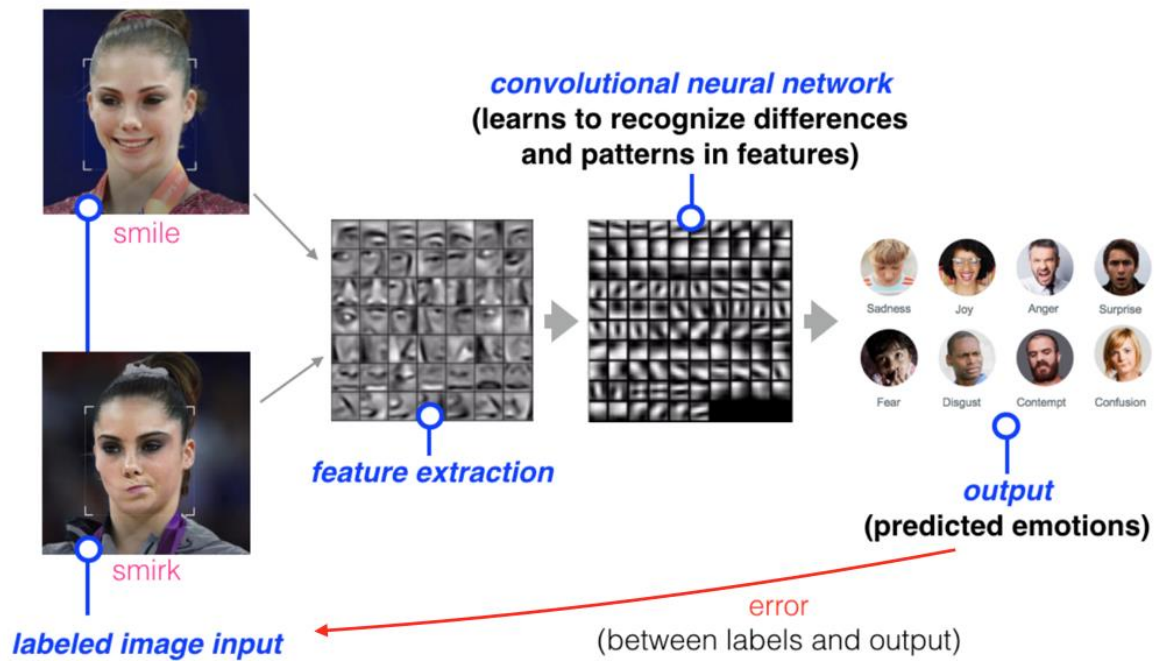 convolutional neural network
(learns to recognize differences
and patterns in features)
smile
smirk
labeled image input
feature extraction
Sadness Joy Anger Surprise
Fear Disgust Contempt Confusion
output
(predicted emotions)
error
(between labels and output)